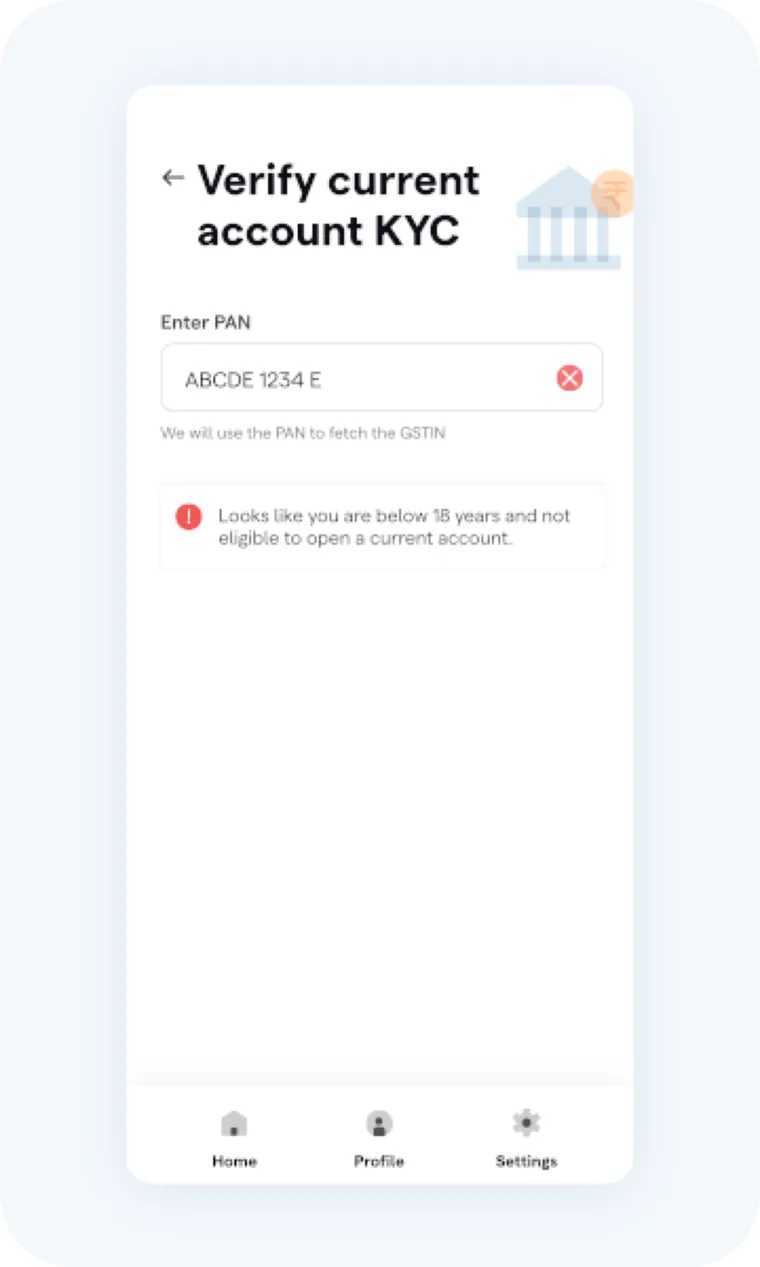 ← Verify current
account KYC
₹
Enter PAN
ABCDE 1234 E
We will use the PAN to fetch the GSTIN
! Looks like you are below 18 years and not
eligible to open a current account.
Home Profile Settings